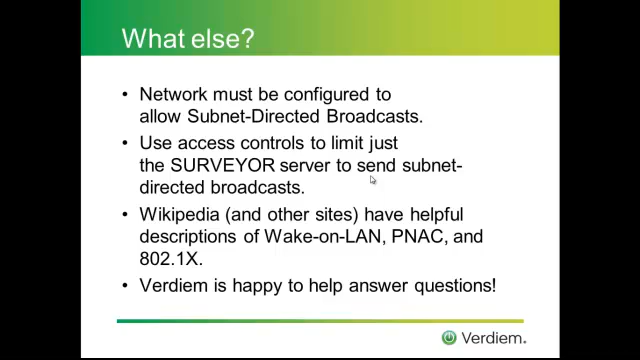 What else?
• Network must be configured to
allow Subnet-Directed Broadcasts.
• Use access controls to limit just
the SURVEYOR server to send subnet-
directed broadcasts.
• Wikipedia (and other sites) have helpful
descriptions of Wake-on-LAN, PNAC, and
802.1X.
• Verdiem is happy to help answer questions!
Verdiem.